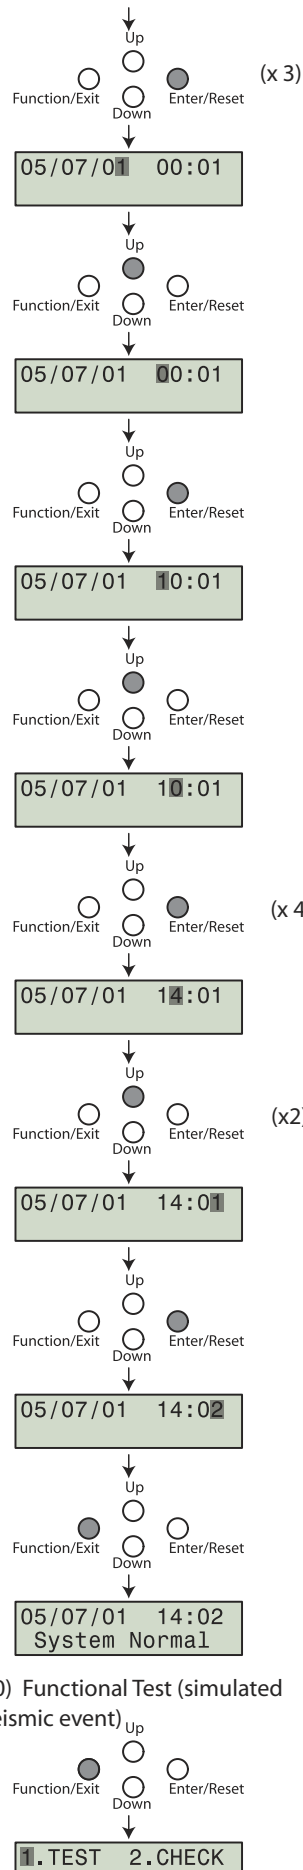 Up
(x 3)
Function/Exit Enter/Reset
Down
05/07/01 00:01
Up
Function/Exit Enter/Reset
Down
05/07/01 00:01
Up
Function/Exit Enter/Reset
Down
05/07/01 10:01
Up
Function/Exit Enter/Reset
Down
05/07/01 10:01
Up
(x 4
Function/Exit Enter/Reset
Down
05/07/01 14:01
Up
(x2)
Function/Exit Enter/Reset
Down
05/07/01 14:01
Up
Function/Exit Enter/Reset
Down
05/07/01 14:02
Up
Function/Exit Enter/Reset
Down
05/07/01 14:02
System Normal
0) Functional Test (simulated
eismic event)
Up
Function/Exit Enter/Reset
Down
1.TEST 2.CHECK